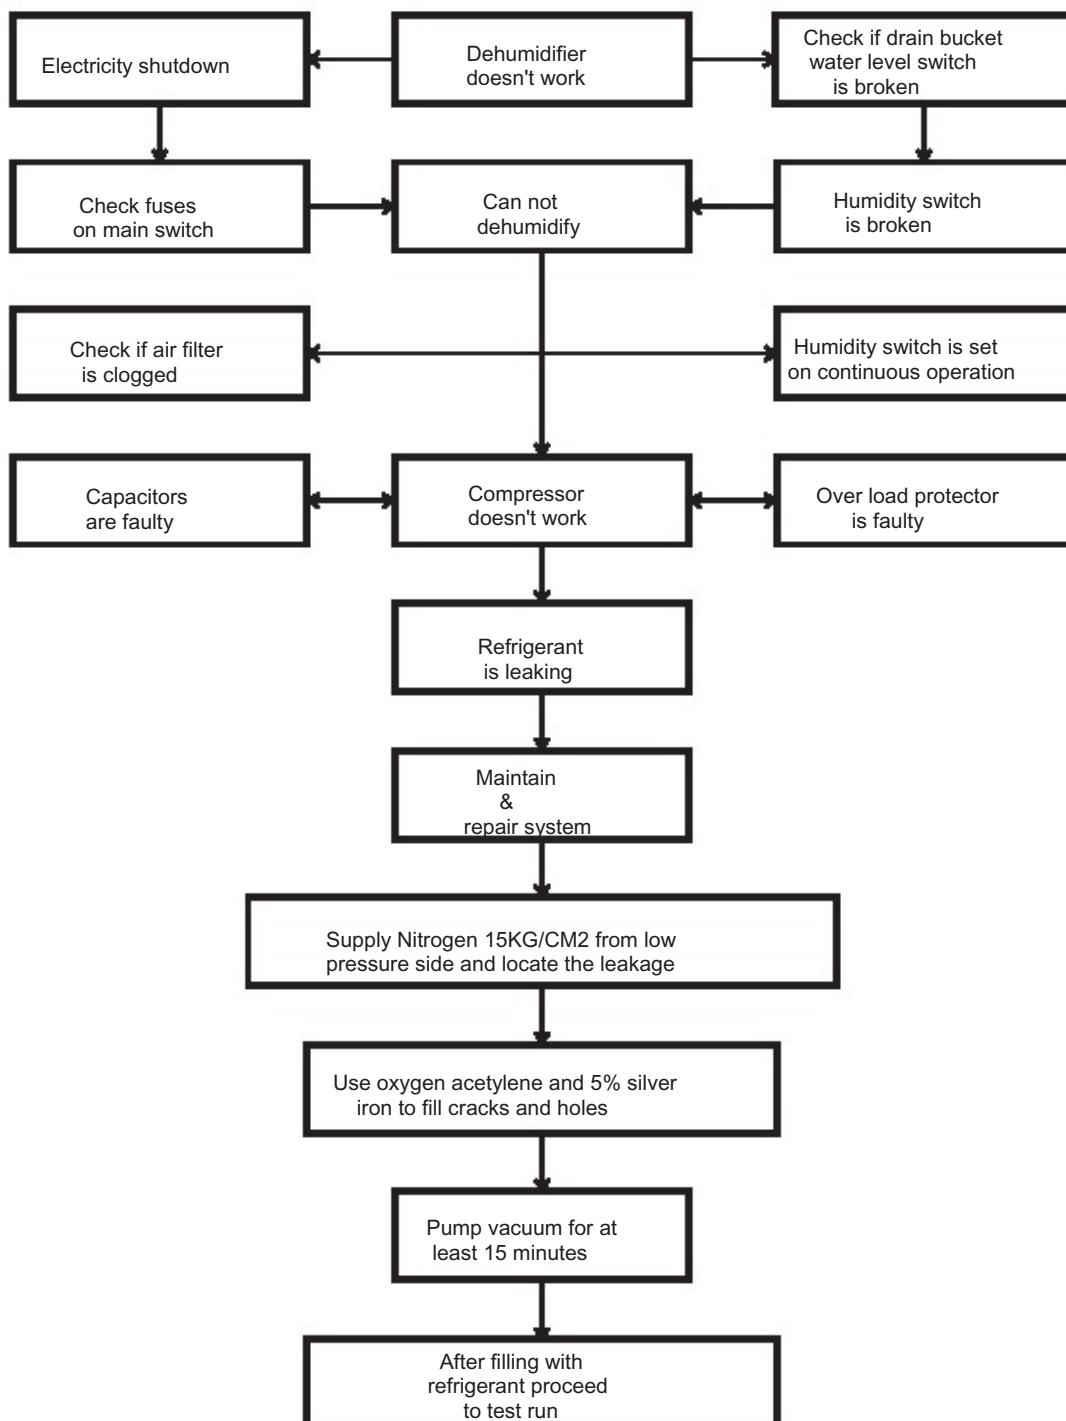 Electricity shutdown
Dehumidifier
doesn't work
Check if drain bucket
water level switch
is broken
Check fuses
on main switch
Can not
dehumidify
Humidity switch
is broken
Check if air filter
is clogged
Humidity switch is set
on continuous operation
Capacitors
are faulty
Compressor
doesn't work
Over load protector
is faulty
Refrigerant
is leaking
Maintain
&
repair system
Supply Nitrogen 15KG/CM2 from low
pressure side and locate the leakage
Use oxygen acetylene and 5% silver
iron to fill cracks and holes
Pump vacuum for at
least 15 minutes
After filling with
refrigerant proceed
to test run